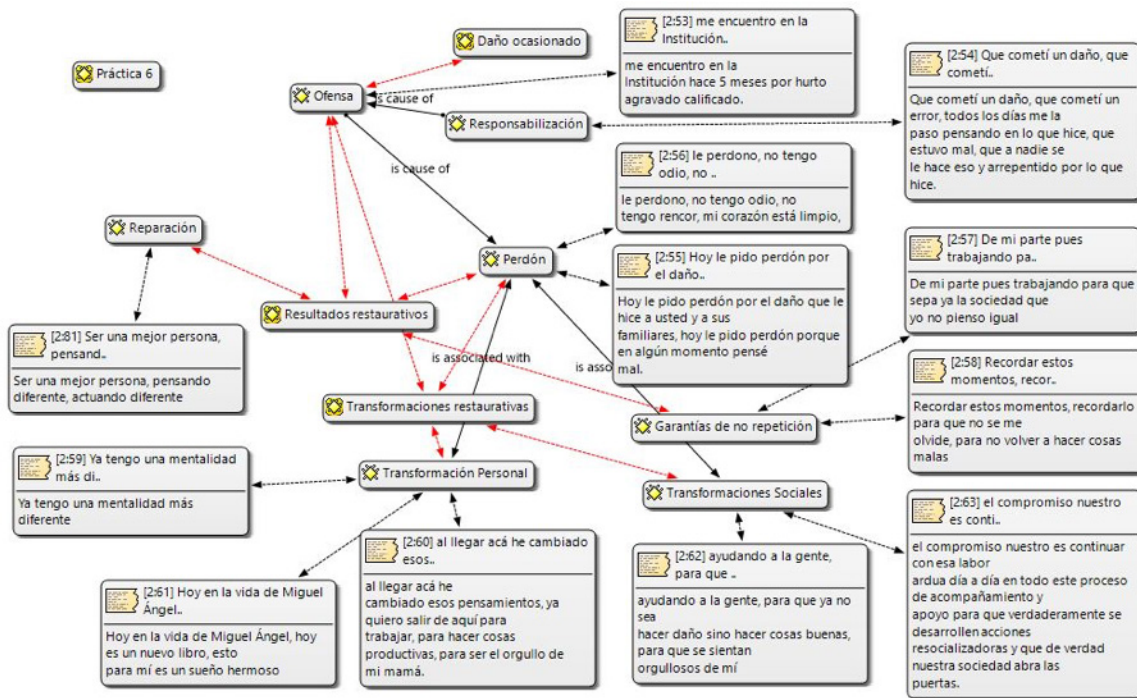 Práctica 6
Daño ocasionado
Ofensa
is cause of
Responsabilización
[2:53] me encuentro en la
Institución..
me encuentro en la
Institución hace 5 meses por hurto
agravado calificado.
[2:54] Que cometí un daño, que
cometí..
Que cometí un daño, que cometí un
error, todos los días me la
paso pensando en lo que hice, que
estuvo mal, que a nadie se
le hace eso y arrepentido por lo que
hice.
is cause of
[2:56] le perdono, no tengo
odio, no ..
le perdono, no tengo odio, no
tengo rencor, mi corazón está limpio,
Reparación
Perdón
[2:55] Hoy le pido perdón por
el daño..
Hoy le pido perdón por el daño que le
hice a usted y a sus
familiares, hoy le pido perdón porque
en algún momento pensé
mal.
[2:57] De mi parte pues
trabajando pa..
De mi parte pues trabajando para que
sepa ya la sociedad que
yo no pienso igual
Resultados restaurativos
[2:81] Ser una mejor persona,
pensand..
Ser una mejor persona, pensando
diferente, actuando diferente
is associated with
is asso
[2:58] Recordar estos
momentos, recor..
Recordar estos momentos, recordarlo
para que no se me
olvide, para no volver a hacer cosas
malas
Transformaciones restaurativas
Garantías de no repetición
[2:59] Ya tengo una mentalidad
más di..
Ya tengo una mentalidad más
diferente
Transformación Personal
Transformaciones Sociales
[2:63] el compromiso nuestro
es conti..
el compromiso nuestro es continuar
con esa labor
ardua día a día en todo este proceso
de acompañamiento y
apoyo para que verdaderamente se
desarrollen acciones
resocializadoras y que de verdad
nuestra sociedad abra las
puertas.
[2:61] Hoy en la vida de Miguel
Ángel..
Hoy en la vida de Miguel Ángel, hoy
es un nuevo libro, esto
para mí es un sueño hermoso
[2:60] al llegar acá he cambiado
esos..
al llegar acá he
cambiado esos pensamientos, ya
quiero salir de aquí para
trabajar, para hacer cosas
productivas, para ser el orgullo de
mi mamá.
[2:62] ayudando a la gente,
para que ..
ayudando a la gente, para que ya no
sea
hacer daño sino hacer cosas buenas,
para que se sientan
orgullosos de mí